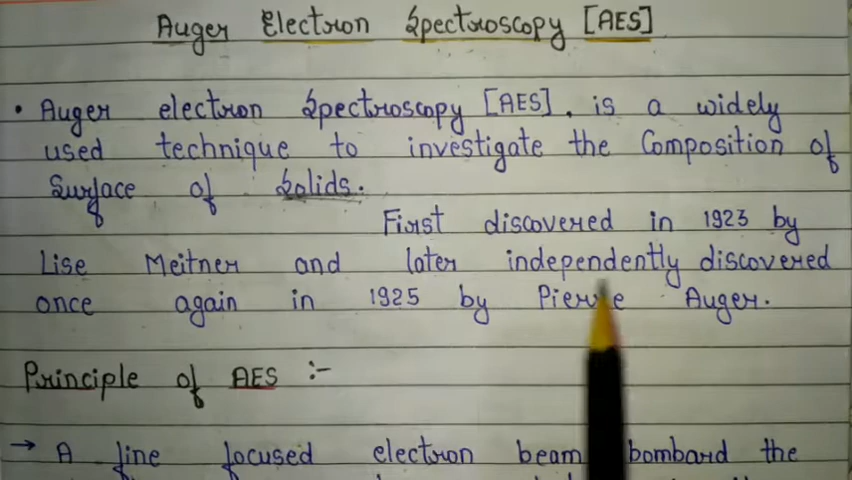 Auger Electron Spectroscopy [AES]
• Auger electron Spectroscopy [AES]. is a widely
used technique to investigate the Composition of
Surface of Solids.
First discovered in 1923 by
Lise Meitner and later independently discovered
once again in 1925 by Pierre Auger.
Principle of AES :-
→ A fine focused electron beam bombard the